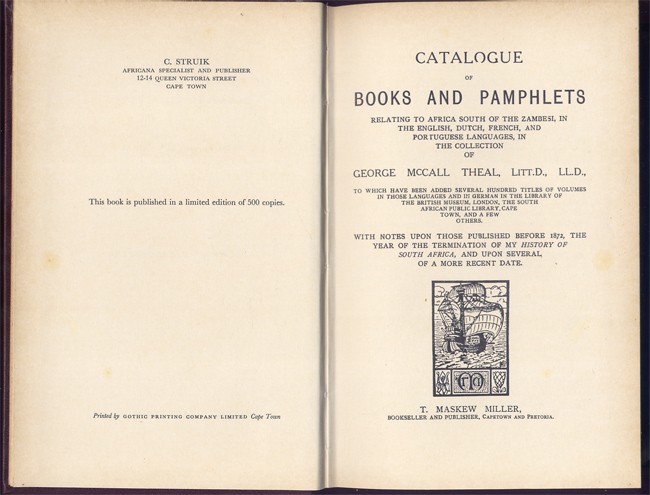 C. STRUIK
AFRICANA SPECIALIST AND PUBLISHER
12-14 QUEEN VICTORIA STREET
CAPE TOWN
This book is published in a limited edition of 500 copies.
Printed by GOTHIC PRINTING COMPANY LIMITED Cape Town
CATALOGUE
OF
BOOKS AND PAMPHLETS
RELATING TO AFRICA SOUTH OF THE ZAMBESI, IN
THE ENGLISH, DUTCH, FRENCH, AND
PORTUGUESE LANGUAGES, IN
THE COLLECTION
OF
GEORGE MCCALL THEAL, LITT.D., LL.D.,
TO WHICH HAVE BEEN ADDED SEVERAL HUNDRED TITLES OF VOLUMES
IN THOSE LANGUAGES AND III GERMAN IN THE LIBRARY OF
THE BRITISH MUSEUM, LONDON, THE SOUTH
AFRICAN PUBLIC LIBRARY, CAPE
TOWN, AND A FEW
OTHERS.
WITH NOTES UPON THOSE PUBLISHED BEFORE 1872, THE
YEAR OF THE TERMINATION OF MY HISTORY OF
SOUTH AFRICA, AND UPON SEVERAL,
OF A MORE RECENT DATE.
T. MASKEW MILLER,
BOOKSELLER AND PUBLISHER, CAPETOWN AND PRETORIA.